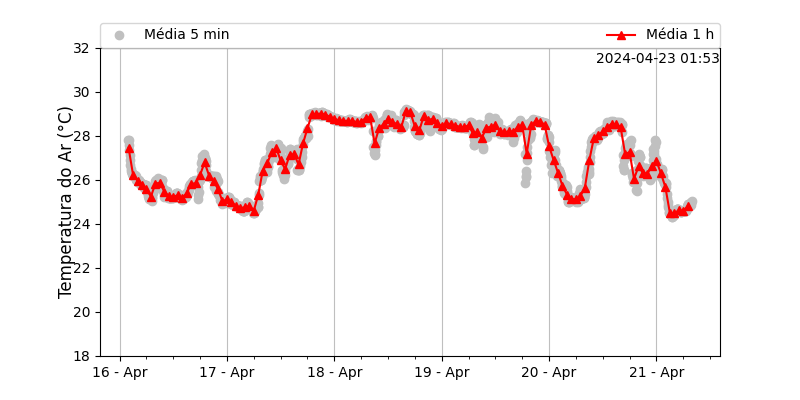 Média 5 min
Média 1 h
2024-04-23 01:53
Temperatura do Ar (°C)
32
30
28
26
24
22
20
18
16 - Apr
17 - Apr
18 - Apr
19 - Apr
20 - Apr
21 - Apr